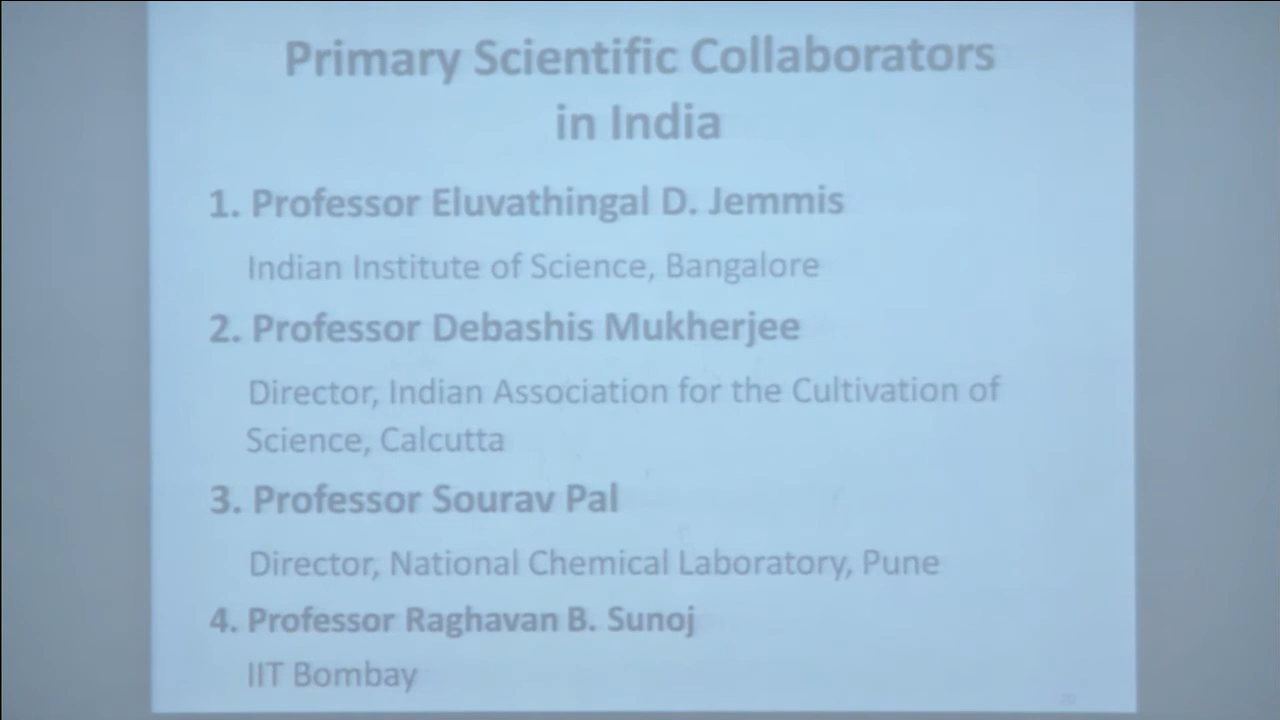 Primary Scientific Collaborators
in India
1. Professor Eluvathingal D. Jemmis
Indian Institute of Science, Bangalore
2. Professor Debashis Mukherjee
Director, Indian Association for the Cultivation of
Science, Calcutta
3. Professor Sourav Pal
Director, National Chemical Laboratory, Pune
4. Professor Raghavan B. Sunoj
IIT Bombay